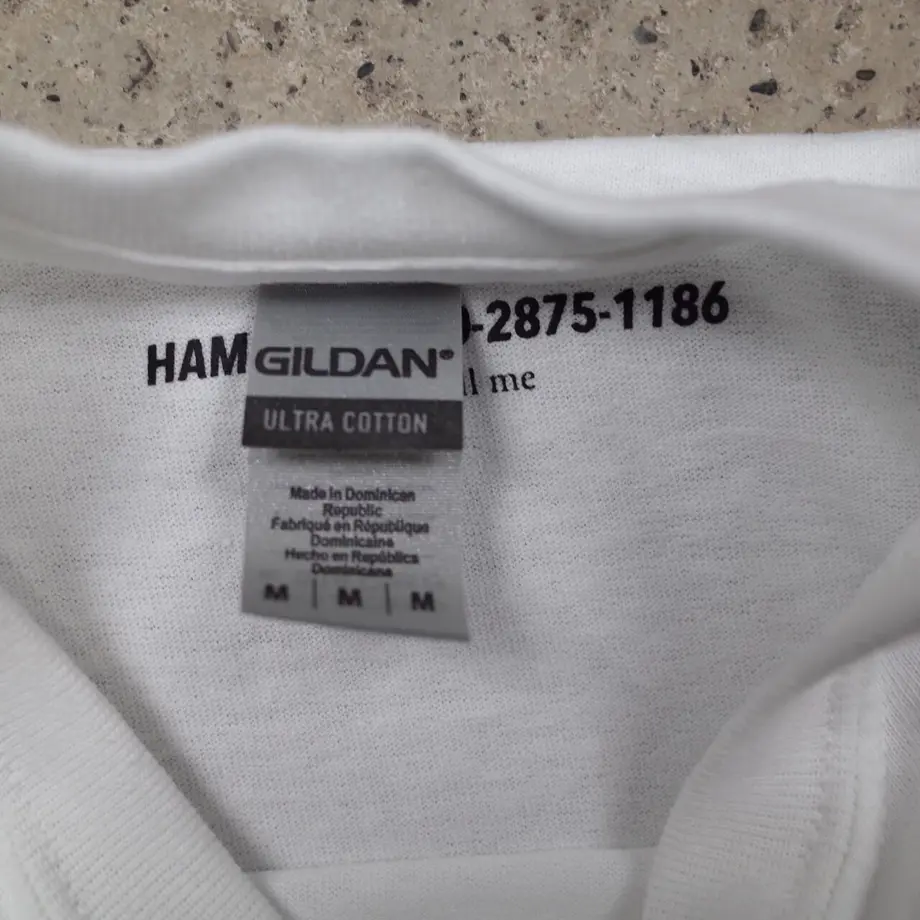 HAM
-2875-1186
me
GILDAN®
ULTRA COTTON
Made in Dominican
Republic
Fabriqué en République
Dominicaine
Hecho en República
Dominicana
M | M | M